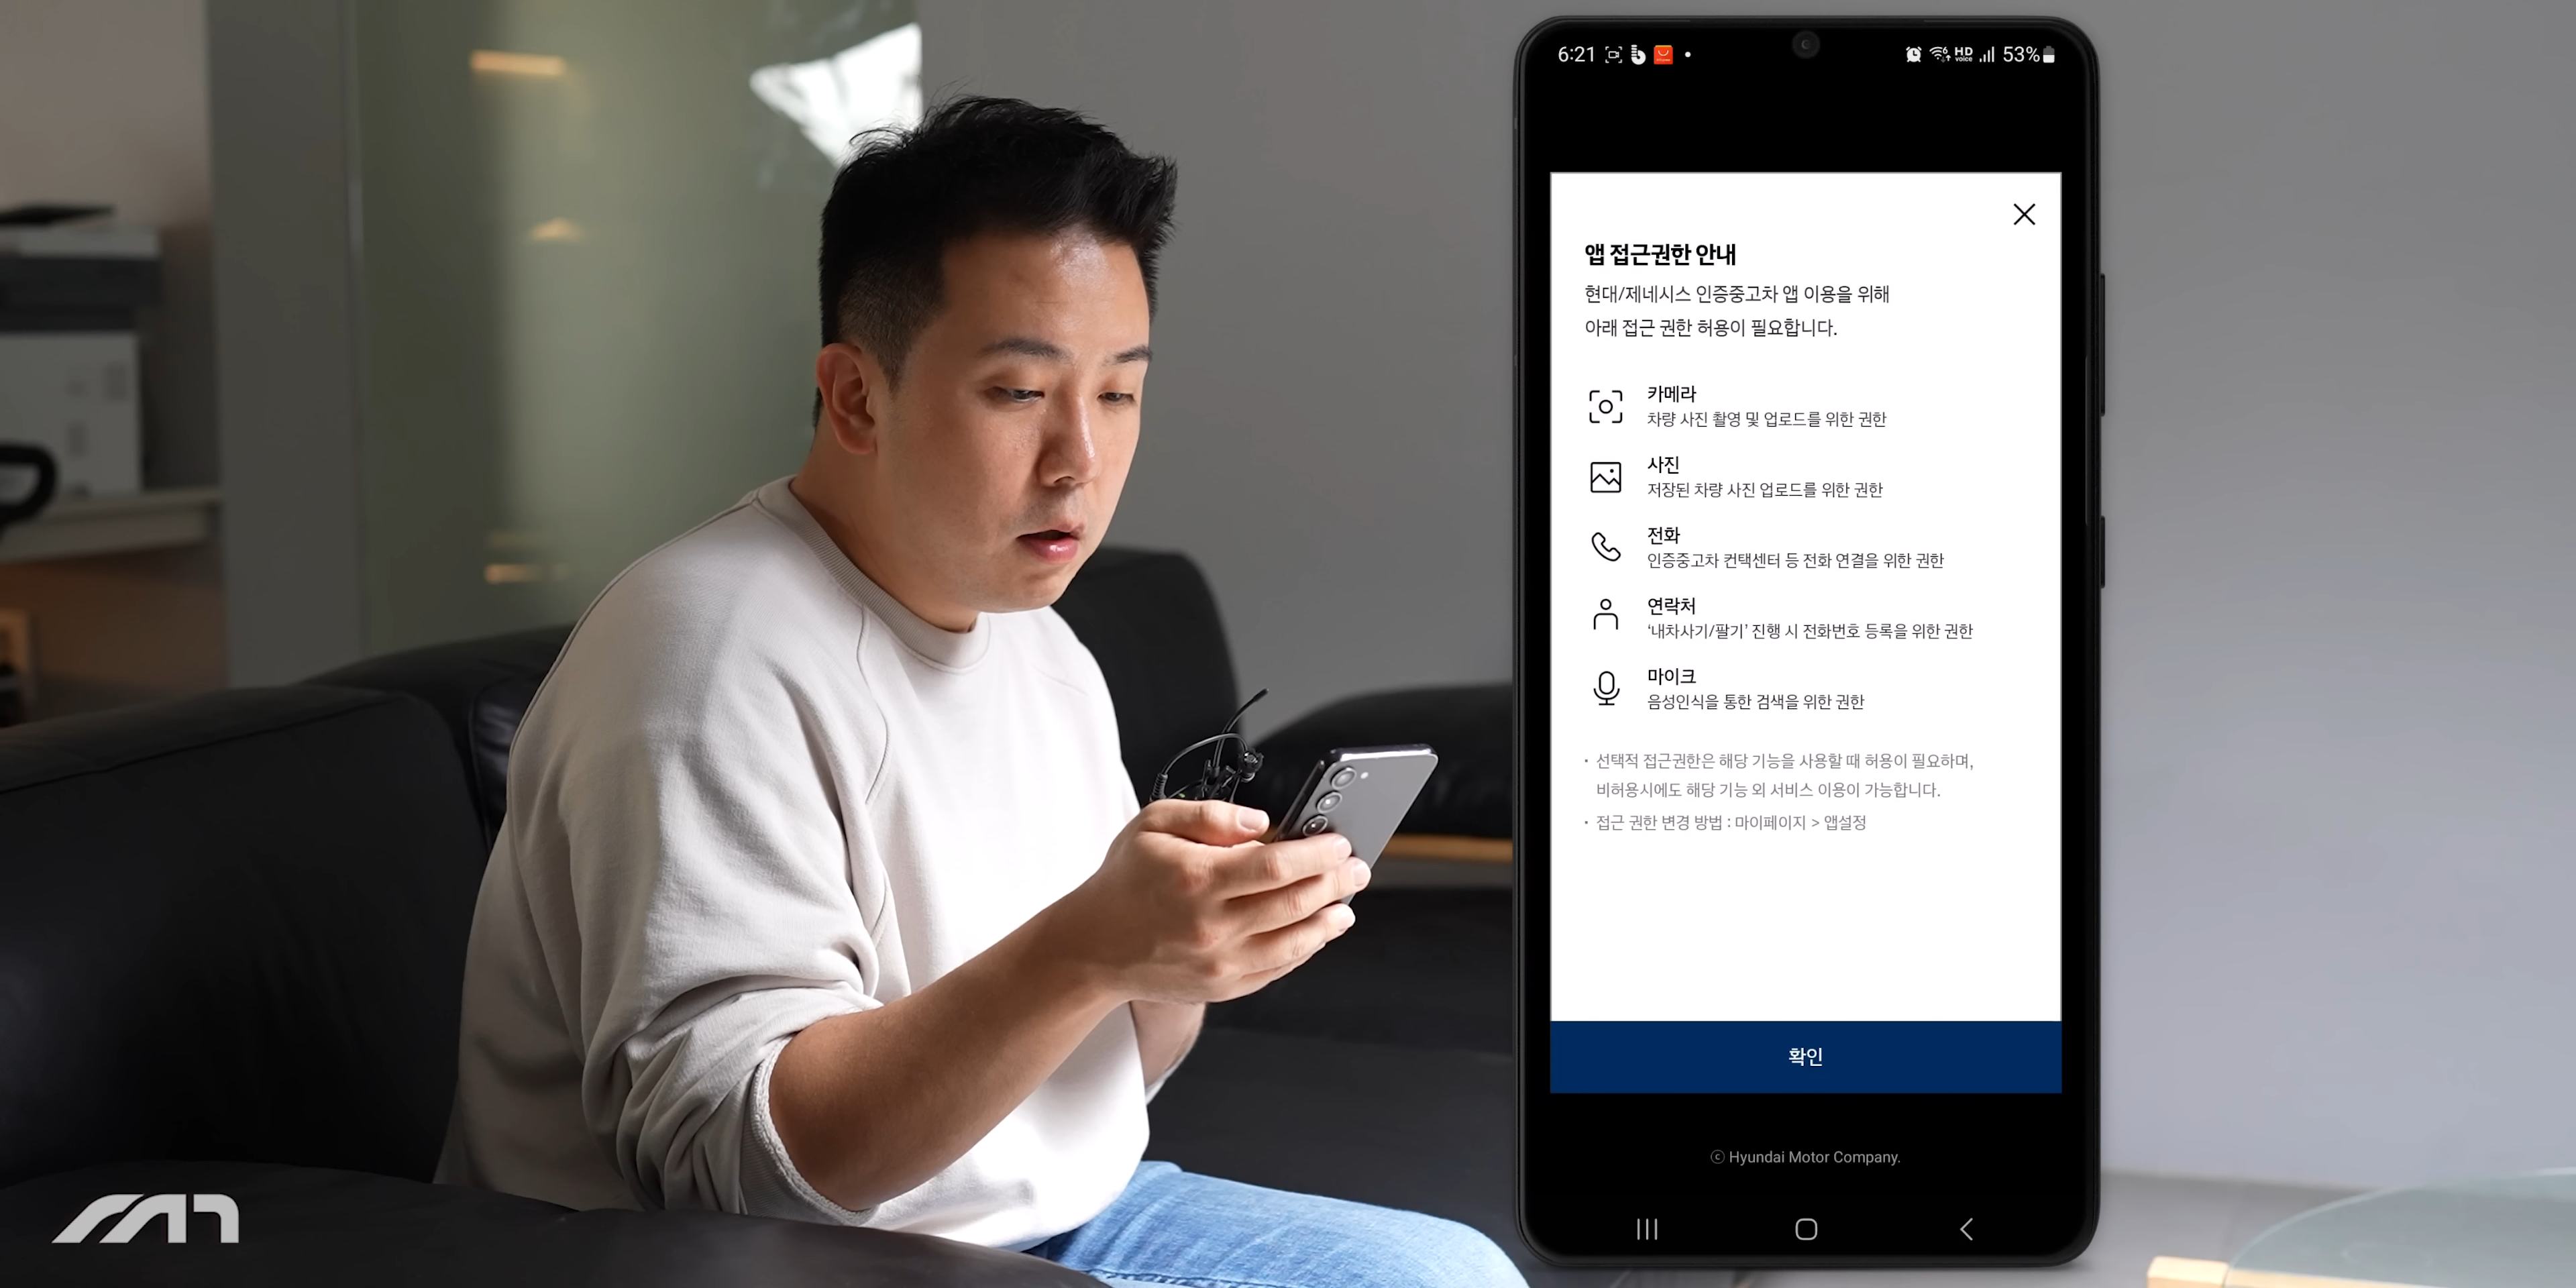 6:21
HD voice
53%
앱 접근권한 안내
현대/제네시스 인증중고차 앱 이용을 위해
아래 접근 권한 허용이 필요합니다.
카메라
차량 사진 촬영 및 업로드를 위한 권한
사진
저장된 차량 사진 업로드를 위한 권한
전화
인증중고차 컨택센터 등 전화 연결을 위한 권한
연락처
‘내차사기/팔기’ 진행 시 전화번호 등록을 위한 권한
마이크
음성인식을 통한 검색을 위한 권한
· 선택적 접근권한은 해당 기능을 사용할 때 허용이 필요하며,
비허용시에도 해당 기능 외 서비스 이용이 가능합니다.
· 접근 권한 변경 방법 : 마이페이지 > 앱설정
확인
ⓒ Hyundai Motor Company.